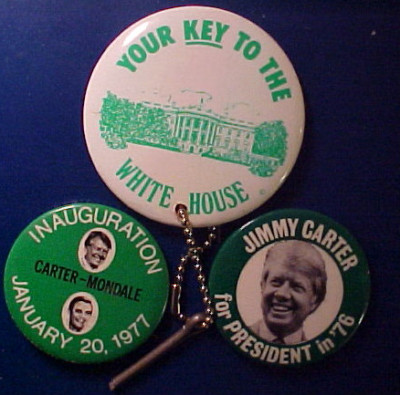 YOUR KEY TO THE
WHITE HOUSE
INAUGURATION
CARTER-MONDALE
JANUARY 20, 1977
JIMMY CARTER
for PRESIDENT in '76